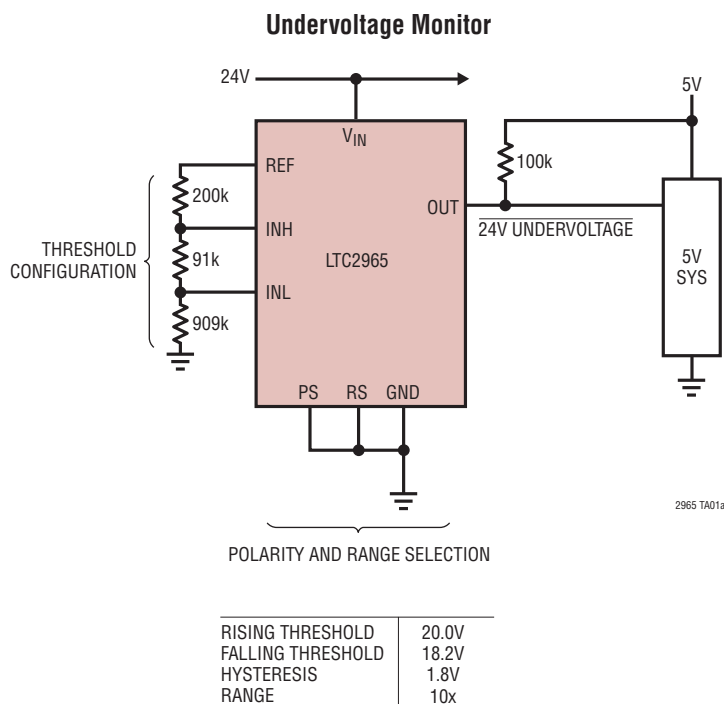 Undervoltage Monitor
24V
5V
VIN
REF
200k
100k
INH
OUT
24V UNDERVOLTAGE
THRESHOLD
CONFIGURATION
91k
LTC2965
5V
SYS
INL
909k
PS RS GND
2965 TA01a
POLARITY AND RANGE SELECTION
RISING THRESHOLD 20.0V
FALLING THRESHOLD 18.2V
HYSTERESIS 1.8V
RANGE 10x